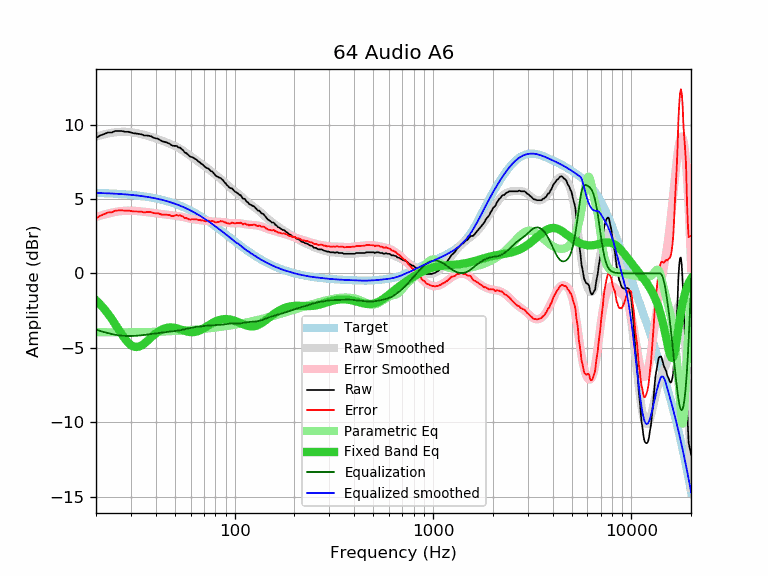 64 Audio A6
10
5
0
−5
−10
−15
Amplitude (dBr)
Target
Raw Smoothed
Error Smoothed
Raw
Error
Parametric Eq
Fixed Band Eq
Equalization
Equalized smoothed
100 1000 10000
Frequency (Hz)